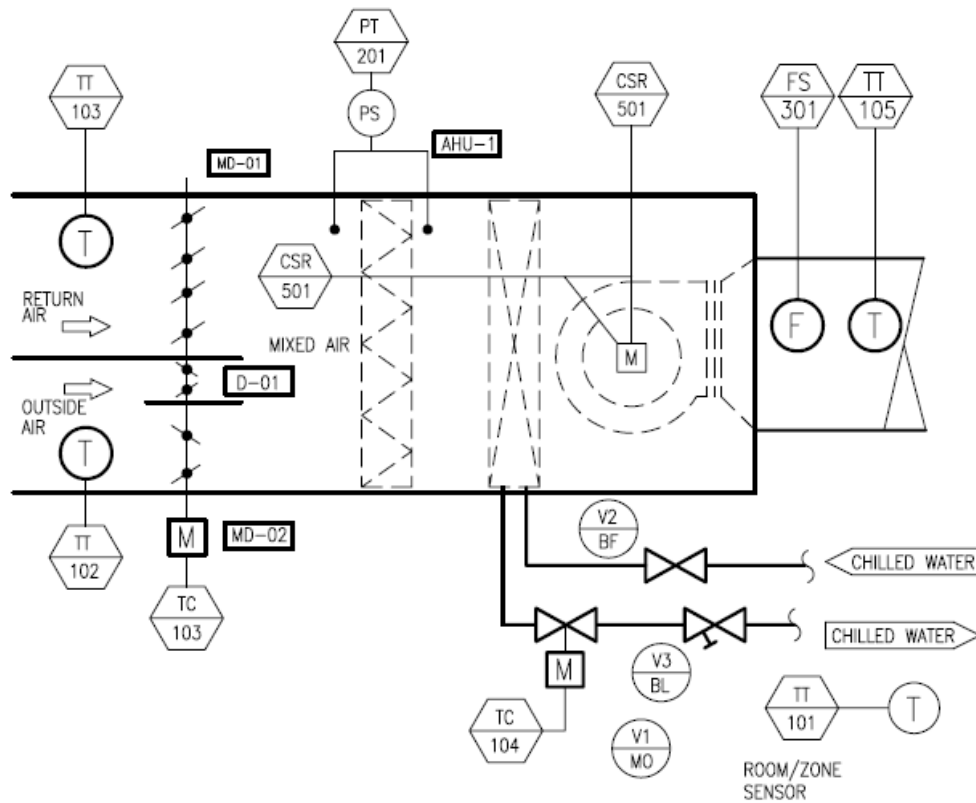 PT
201
TT
103
PS
CSR
501
FS
301
TT
105
MD-01
AHU-1
T
CSR
501
RETURN
AIR
MIXED AIR
M
F
T
D-01
OUTSIDE
AIR
T
M
MD-02
TT
102
TC
103
V2
BF
CHILLED WATER
CHILLED WATER
M
V3
BL
TC
104
V1
MO
TT
101
T
ROOM/ZONE
SENSOR